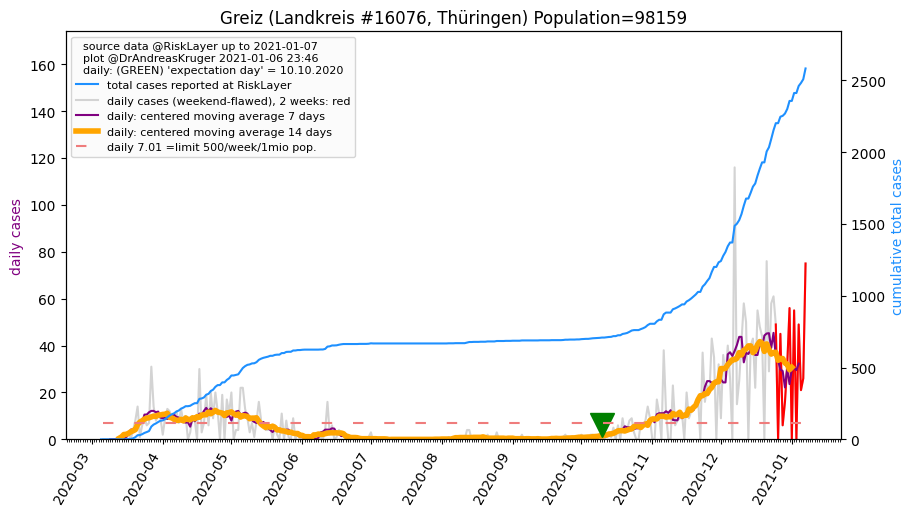 Greiz (Landkreis #16076, Thüringen) Population=98159
source data @RiskLayer up to 2021-01-07
plot @DrAndreasKruger 2021-01-06 23:46
daily: (GREEN) 'expectation day' = 10.10.2020
total cases reported at RiskLayer
daily cases (weekend-flawed), 2 weeks: red
daily: centered moving average 7 days
daily: centered moving average 14 days
daily 7.01 =limit 500/week/1mio pop.
daily cases
160
140
120
100
80
60
40
20
0
cumulative total cases
2500
2000
1500
1000
500
0
2020-03
2020-04
2020-05
2020-06
2020-07
2020-08
2020-09
2020-10
2020-11
2020-12
2021-01